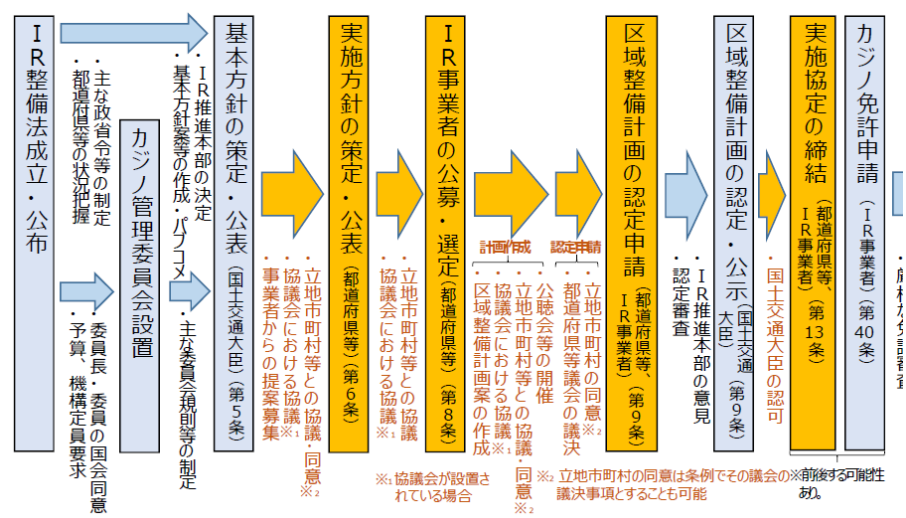 IR整備法成立・公布
・主な政省令等の制定
・都道府県等の状況把握
・委員長・委員の国会同意
・予算、機構定員要求
カジノ管理委員会設置
・IR推進本部の決定
・基本方針案等の作成・パブコメ
・主な委員会規則等の制定
基本方針の策定・公表（国土交通大臣）（第5条）
・立地市町村等との協議・同意※2
・協議会における協議※1
・事業者からの提案募集
実施方針の策定・公表（都道府県等）（第6条）
・立地市町村等との協議
・協議会における協議※1
※1 協議会が設置
されている場合
IR事業者の公募・選定（都道府県等）（第8条）
計画作成
・公聴会等の開催
・立地市町村等との協議・同意※2
・協議会における協議※1
・区域整備計画案の作成
認定申請
・立地市町村の同意※2
・都道府県等議会の議決
※2 立地市町村の同意は条例でその議会の
議決事項とすることも可能
区域整備計画の認定申請（都道府県等、IR事業者）（第9条）
・IR推進本部の意見
・認定審査
区域整備計画の認定・公示（国土交通大臣）（第9条）
・国土交通大臣の認可
実施協定の締結（都道府県等、IR事業者）（第13条）
カジノ免許申請（IR事業者）（第40条）
※前後する可能性
あり。